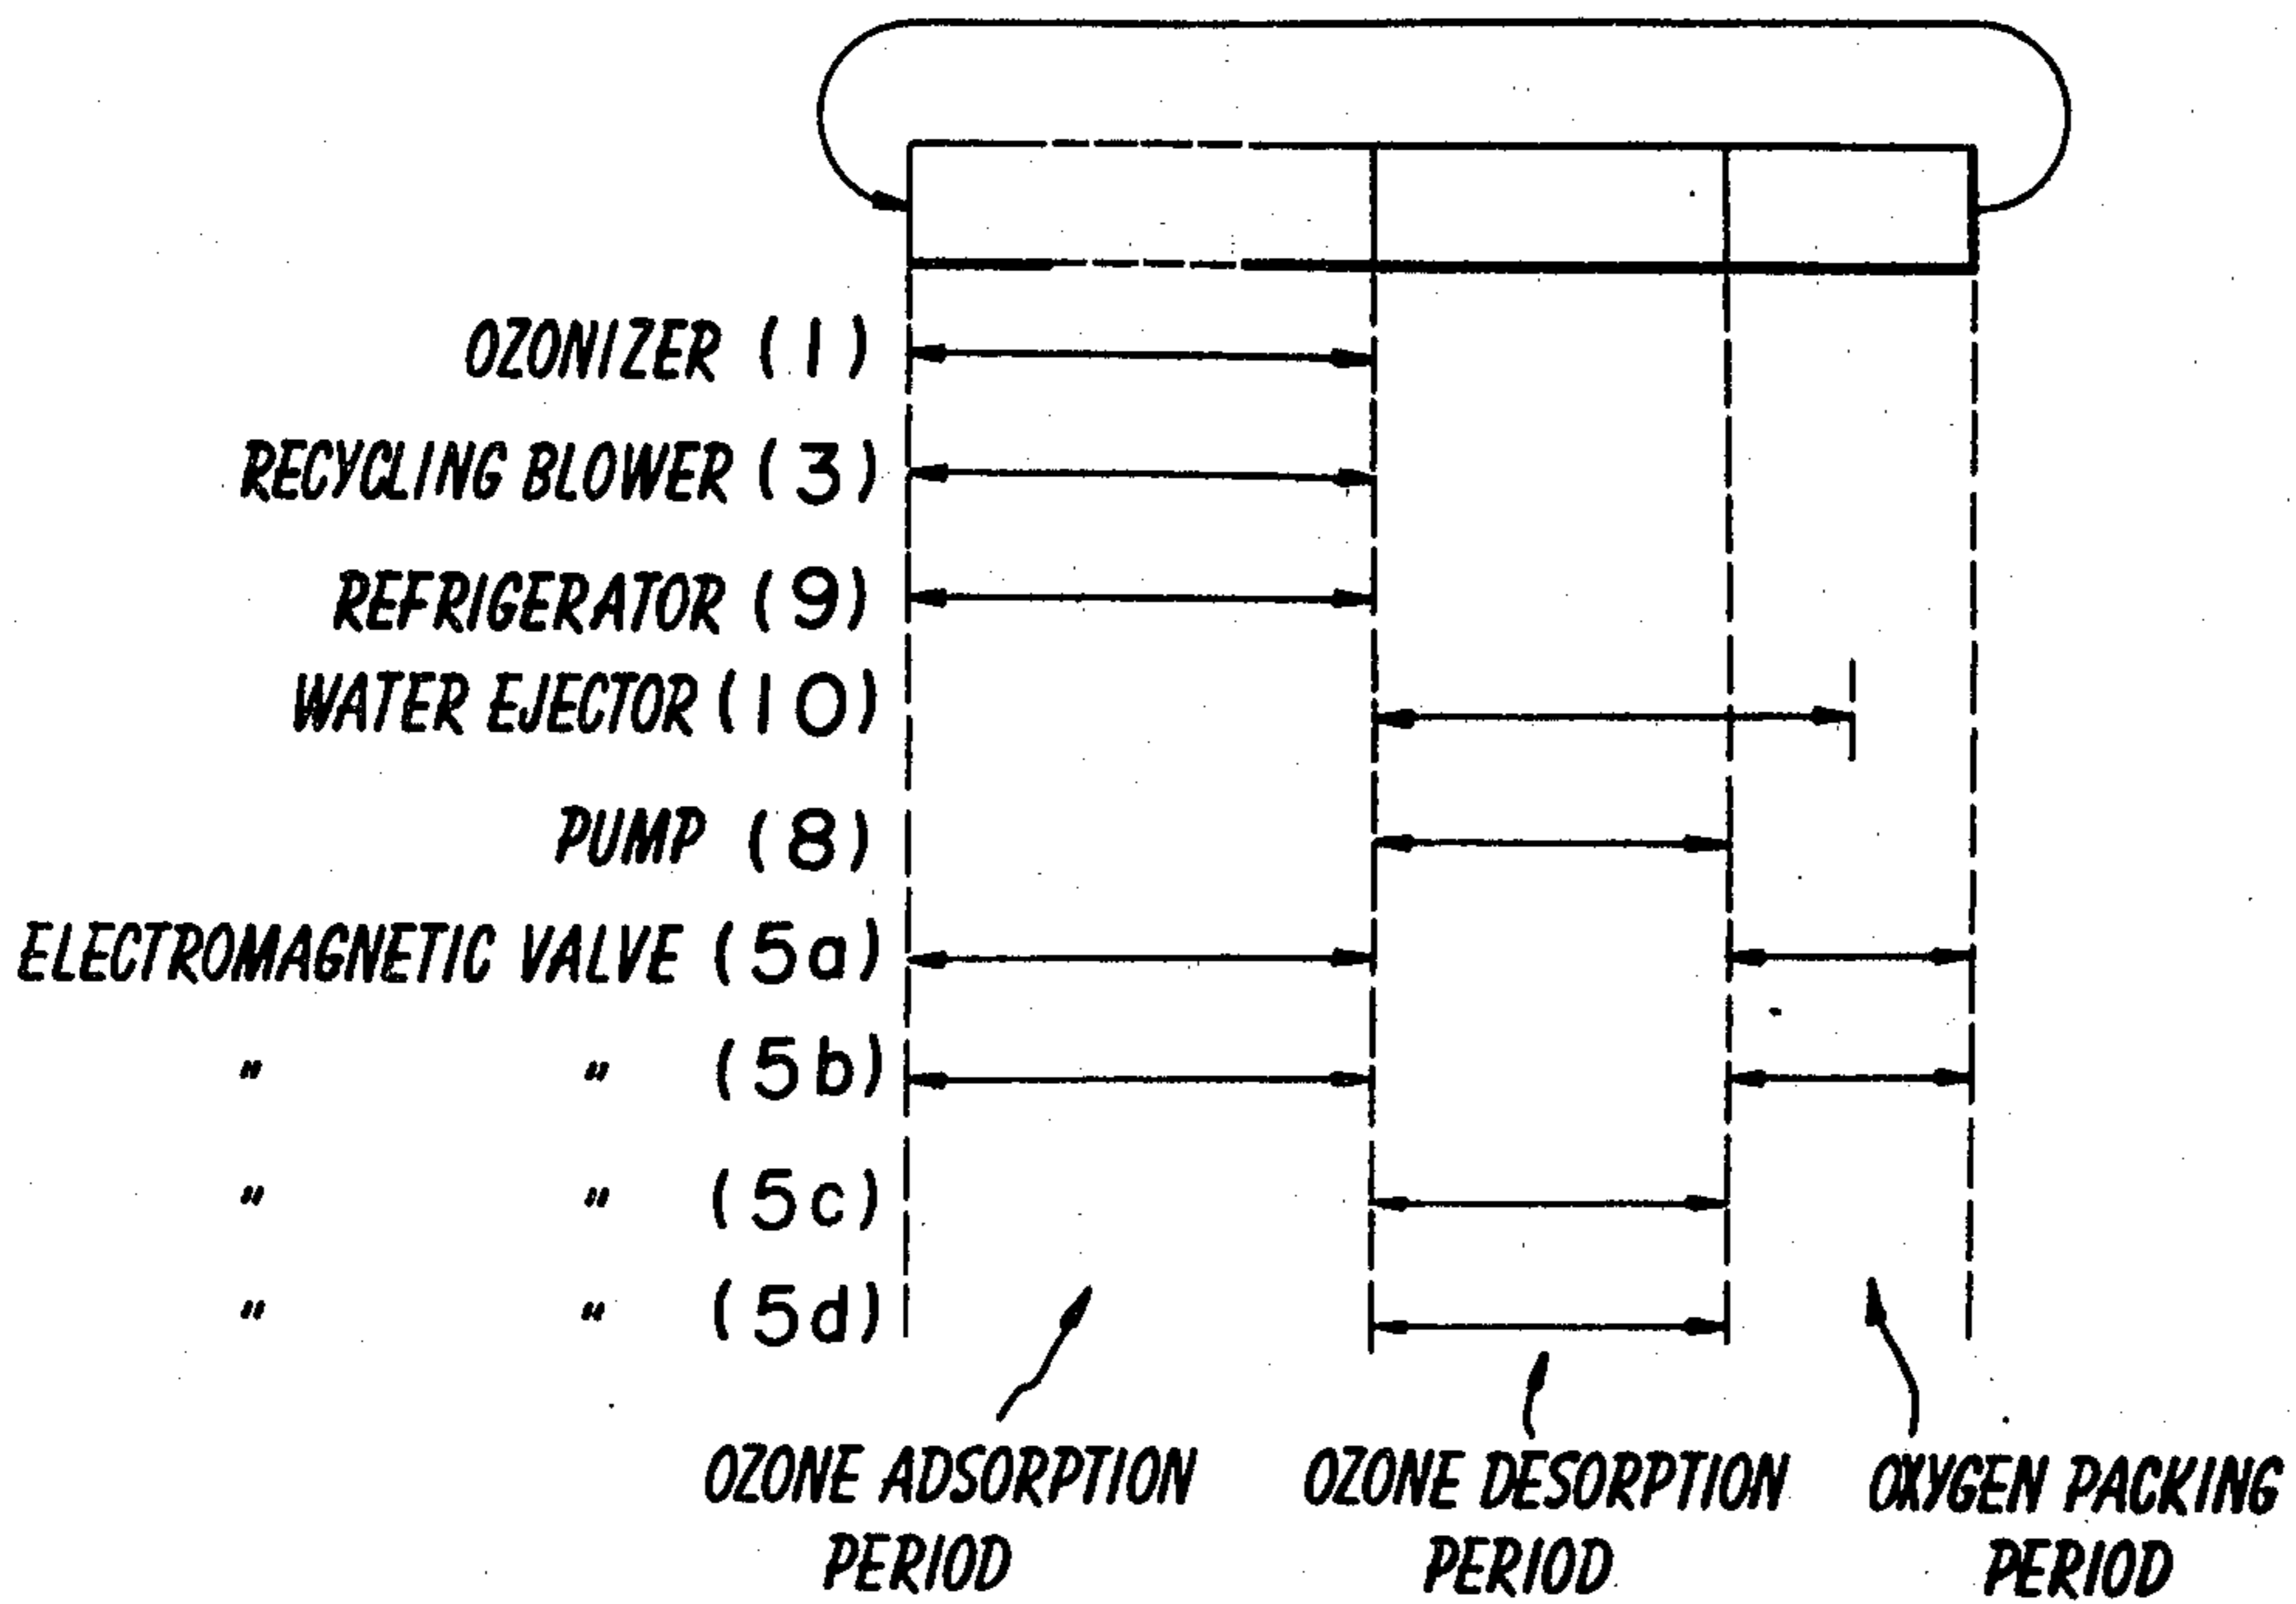 OZONIZER (1)
RECYCLING BLOWER (3)
REFRIGERATOR (9)
WATER EJECTOR (10)
PUMP (8)
ELECTROMAGNETIC VALVE (5a)
" " (5b)
" " (5c)
" " (5d)
OZONE ADSORPTION PERIOD
OZONE DESORPTION PERIOD
OXYGEN PACKING PERIOD